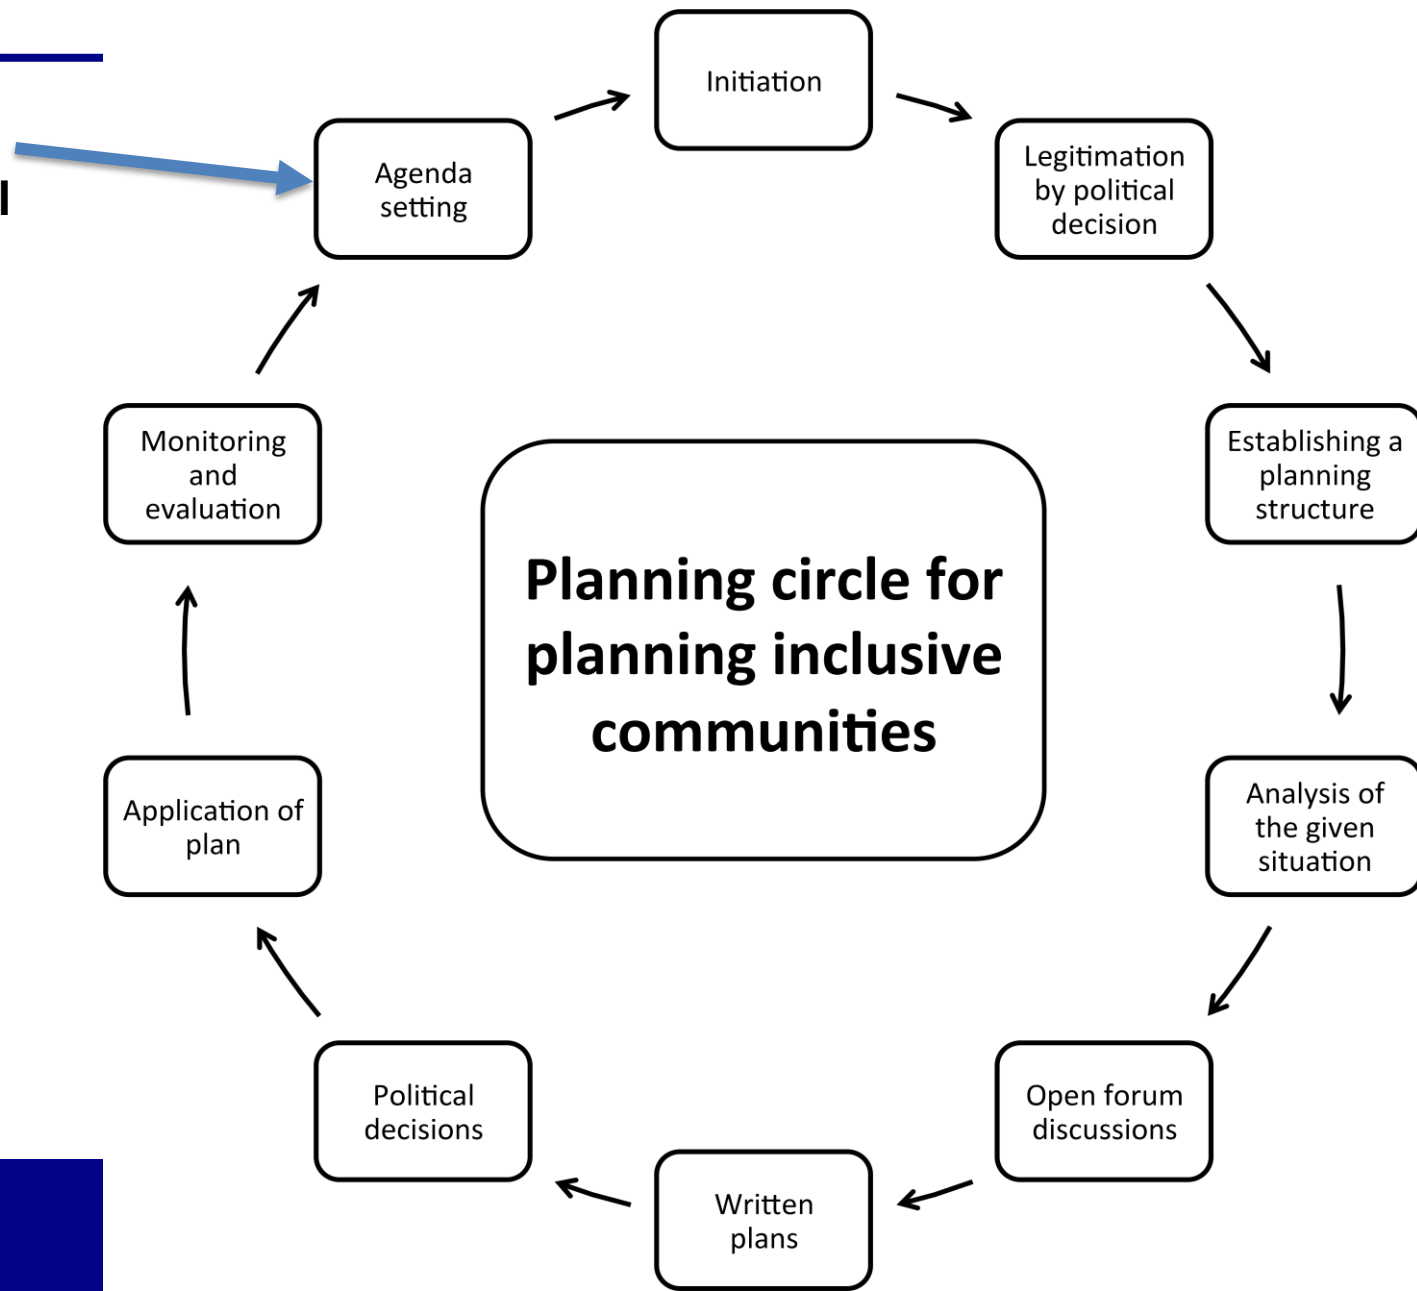 Initiation
Legitimation
by political
decision
Establishing a
planning
structure
Analysis of
the given
situation
Open forum
discussions
Written
plans
Political
decisions
Application of
plan
Monitoring
and
evaluation
Agenda
setting
Planning circle for
planning inclusive
communities